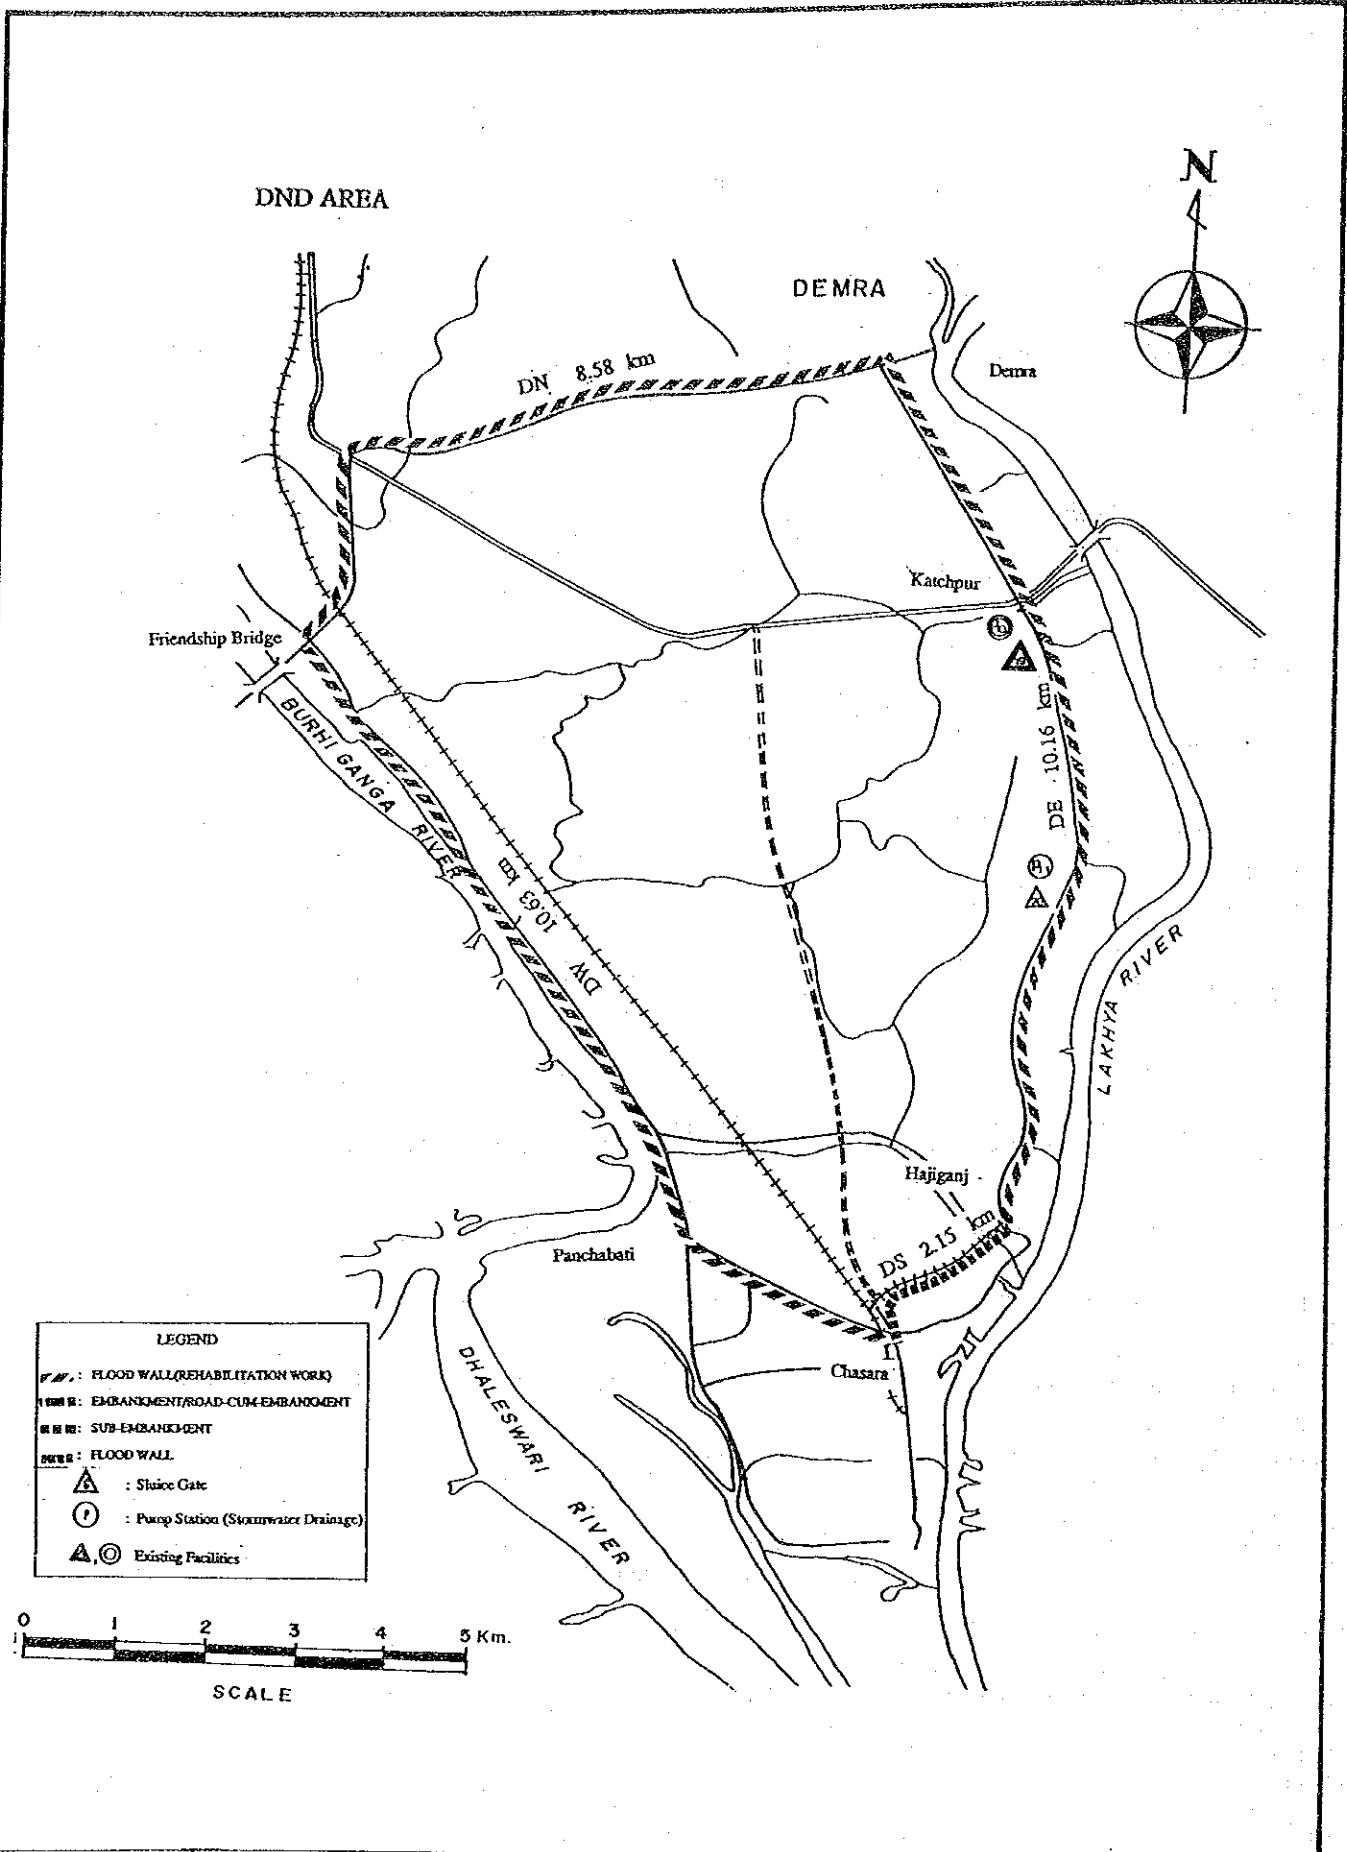 N
DND AREA
DEMRA
DN 8.58 km
Demra
Katchpur
Friendship Bridge
BURHI GANGA RIVER
DE 10.16 km
DW 10.63 km
LAKHYA RIVER
Hajiganj
DS 2.15 km
Panchabati
Chasara
DHALESWARI RIVER
LEGEND
: FLOOD WALL(REHABILITATION WORK)
: EMBANKMENT/ROAD-CUM-EMBANKMENT
: SUB-EMBANKMENT
: FLOOD WALL
: Sluice Gate
P : Pump Station (Stormwater Drainage)
, Existing Facilities
0 1 2 3 4 5 Km.
SCALE